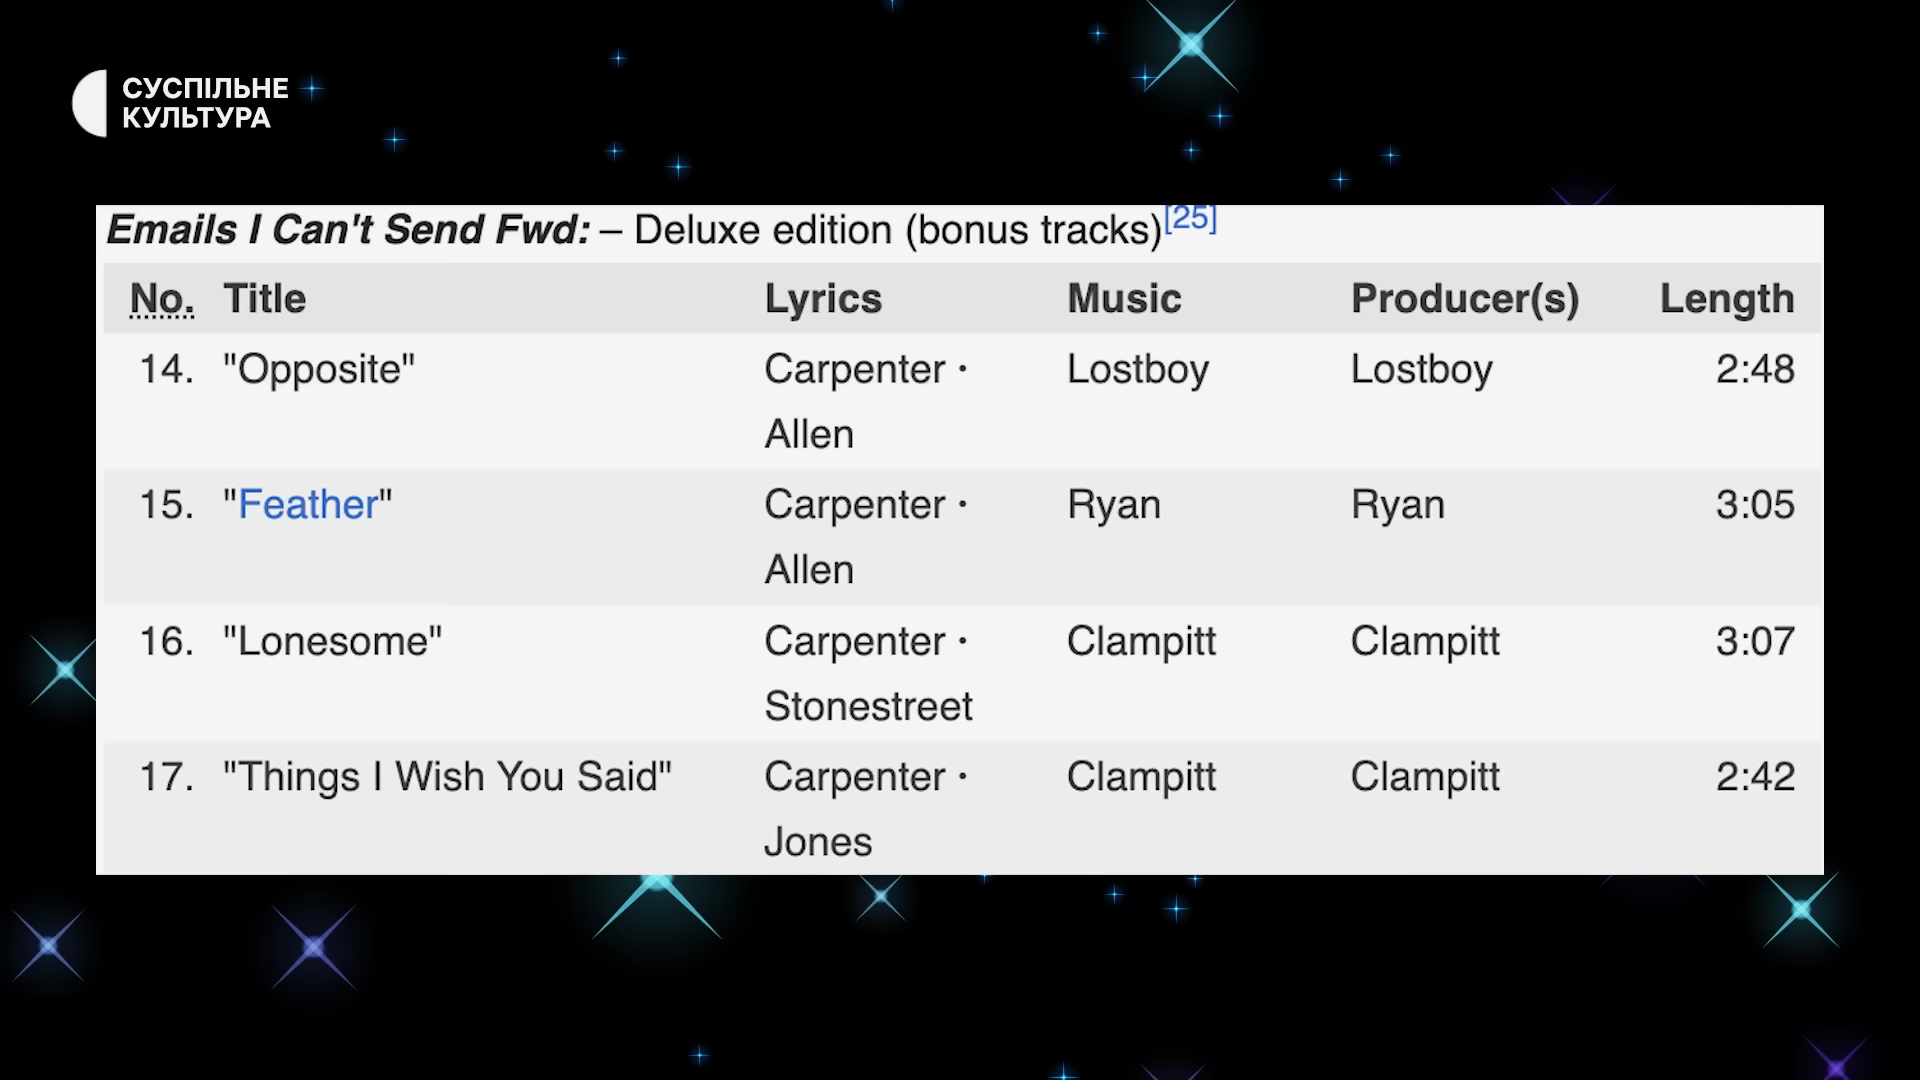 СУСПІЛЬНЕ
КУЛЬТУРА
Emails I Can't Send Fwd: – Deluxe edition (bonus tracks)[25]
No. Title Lyrics Music Producer(s) Length
14. "Opposite" Carpenter · Lostboy Lostboy 2:48
Allen
15. "Feather" Carpenter · Ryan Ryan 3:05
Allen
16. "Lonesome" Carpenter · Clampitt Clampitt 3:07
Stonestreet
17. "Things I Wish You Said" Carpenter · Clampitt Clampitt 2:42
Jones